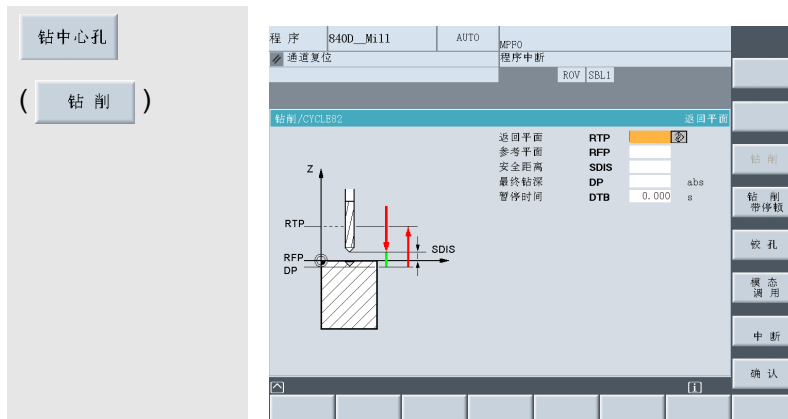 钻中心孔
( 钻 削 )
程 序 840D__Mill AUTO MPF0
通道复位 程序中断
ROV SBL1
钻削/CYCLE82 返回平面
返回平面 RTP
参考平面 RFP
安全距离 SDIS
最终钻深 DP abs
暂停时间 DTB 0.000 s
Z
RTP
SDIS
RFP
DP
钻 削
钻 削
带停顿
铰 孔
模 态
调 用
中 断
确 认